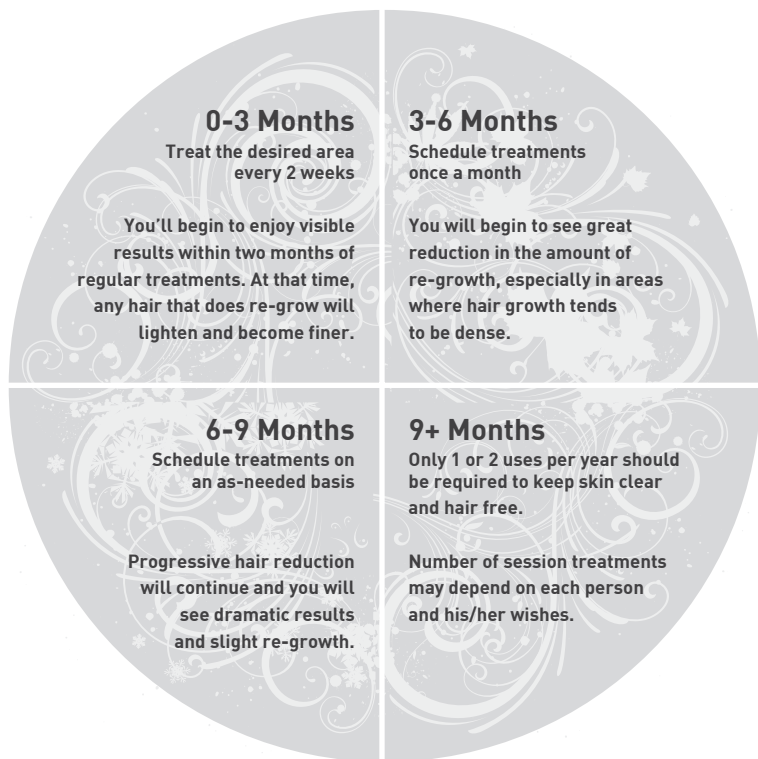 0-3 Months
Treat the desired area
every 2 weeks
You'll begin to enjoy visible
results within two months of
regular treatments. At that time,
any hair that does re-grow will
lighten and become finer.
3-6 Months
Schedule treatments
once a month
You will begin to see great
reduction in the amount of
re-growth, especially in areas
where hair growth tends
to be dense.
6-9 Months
Schedule treatments on
an as-needed basis
Progressive hair reduction
will continue and you will
see dramatic results
and slight re-growth.
9+ Months
Only 1 or 2 uses per year should
be required to keep skin clear
and hair free.
Number of session treatments
may depend on each person
and his/her wishes.